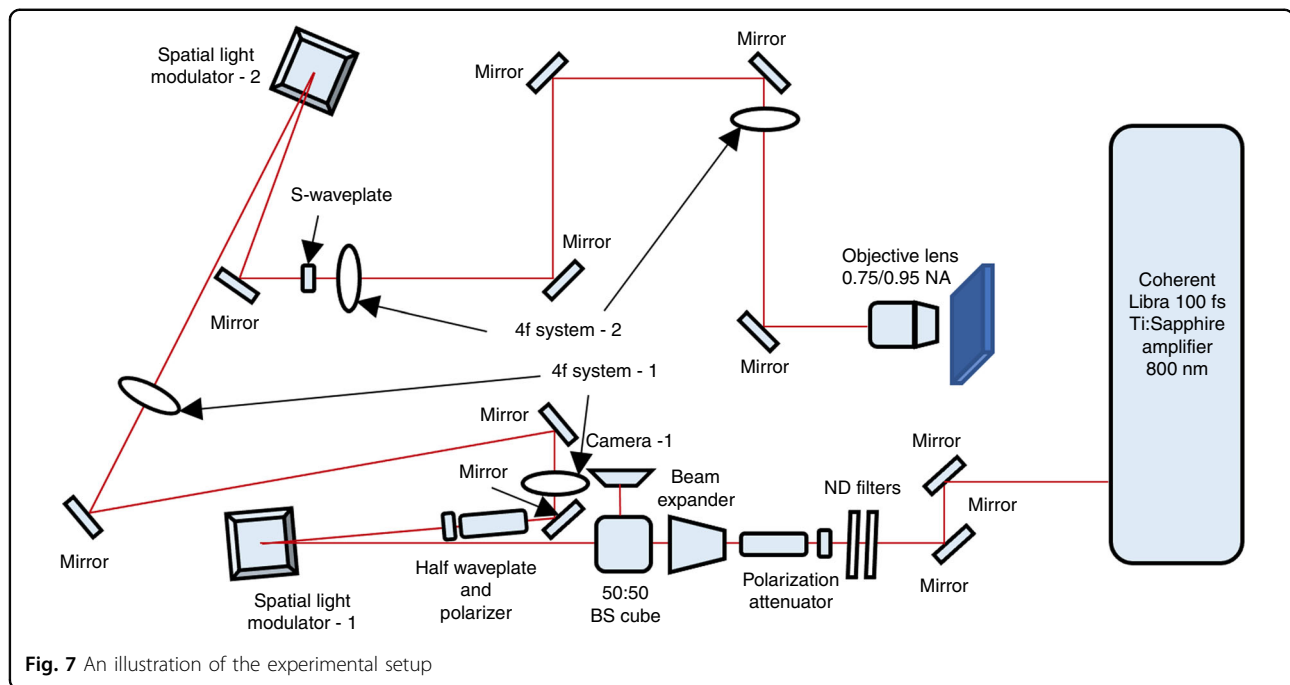 Spatial light
modulator - 2
Mirror
Mirror
S-waveplate
Mirror
Mirror
Objective lens
0.75/0.95 NA
4f system - 2
Mirror
Coherent
Libra 100 fs
Ti:Sapphire
amplifier
800 nm
4f system - 1
Mirror
Camera -1
Mirror
Beam
expander
ND filters
Mirror
Mirror
Mirror
Mirror
Half waveplate
and
polarizer
50:50
BS cube
Polarization
attenuator
Spatial light
modulator - 1
Fig. 7 An illustration of the experimental setup